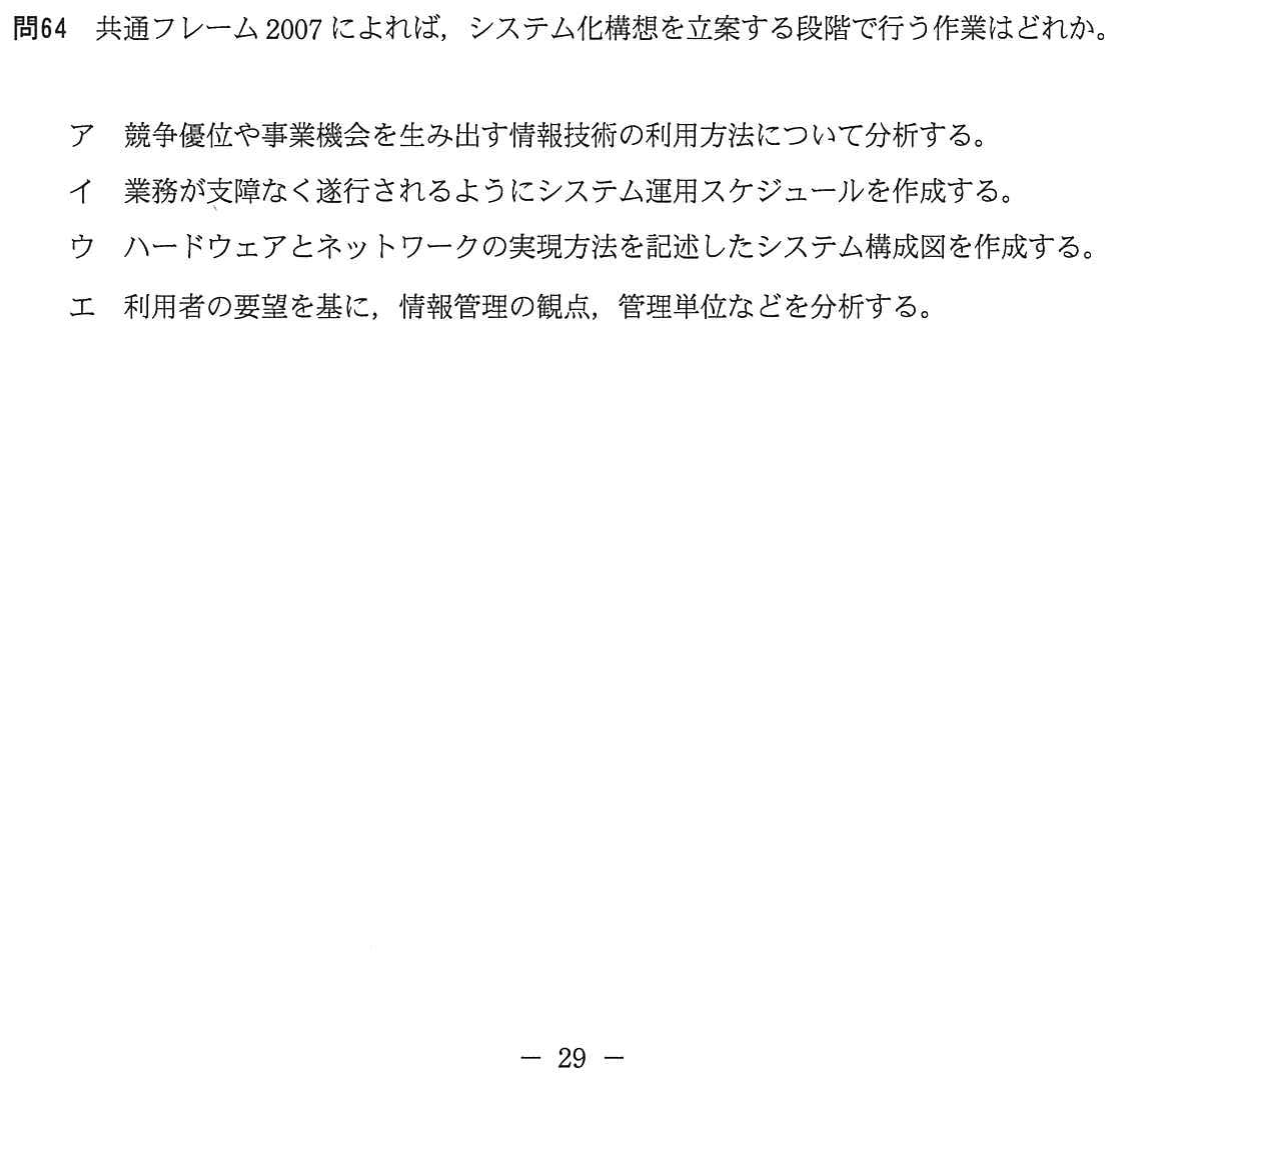 問64 共通フレーム2007によれば，システム化構想を立案する段階で行う作業はどれか。
ア 競争優位や事業機会を生み出す情報技術の利用方法について分析する。
イ 業務が支障なく遂行されるようにシステム運用スケジュールを作成する。
ウ ハードウェアとネットワークの実現方法を記述したシステム構成図を作成する。
エ 利用者の要望を基に，情報管理の観点，管理単位などを分析する。
－ 29 －